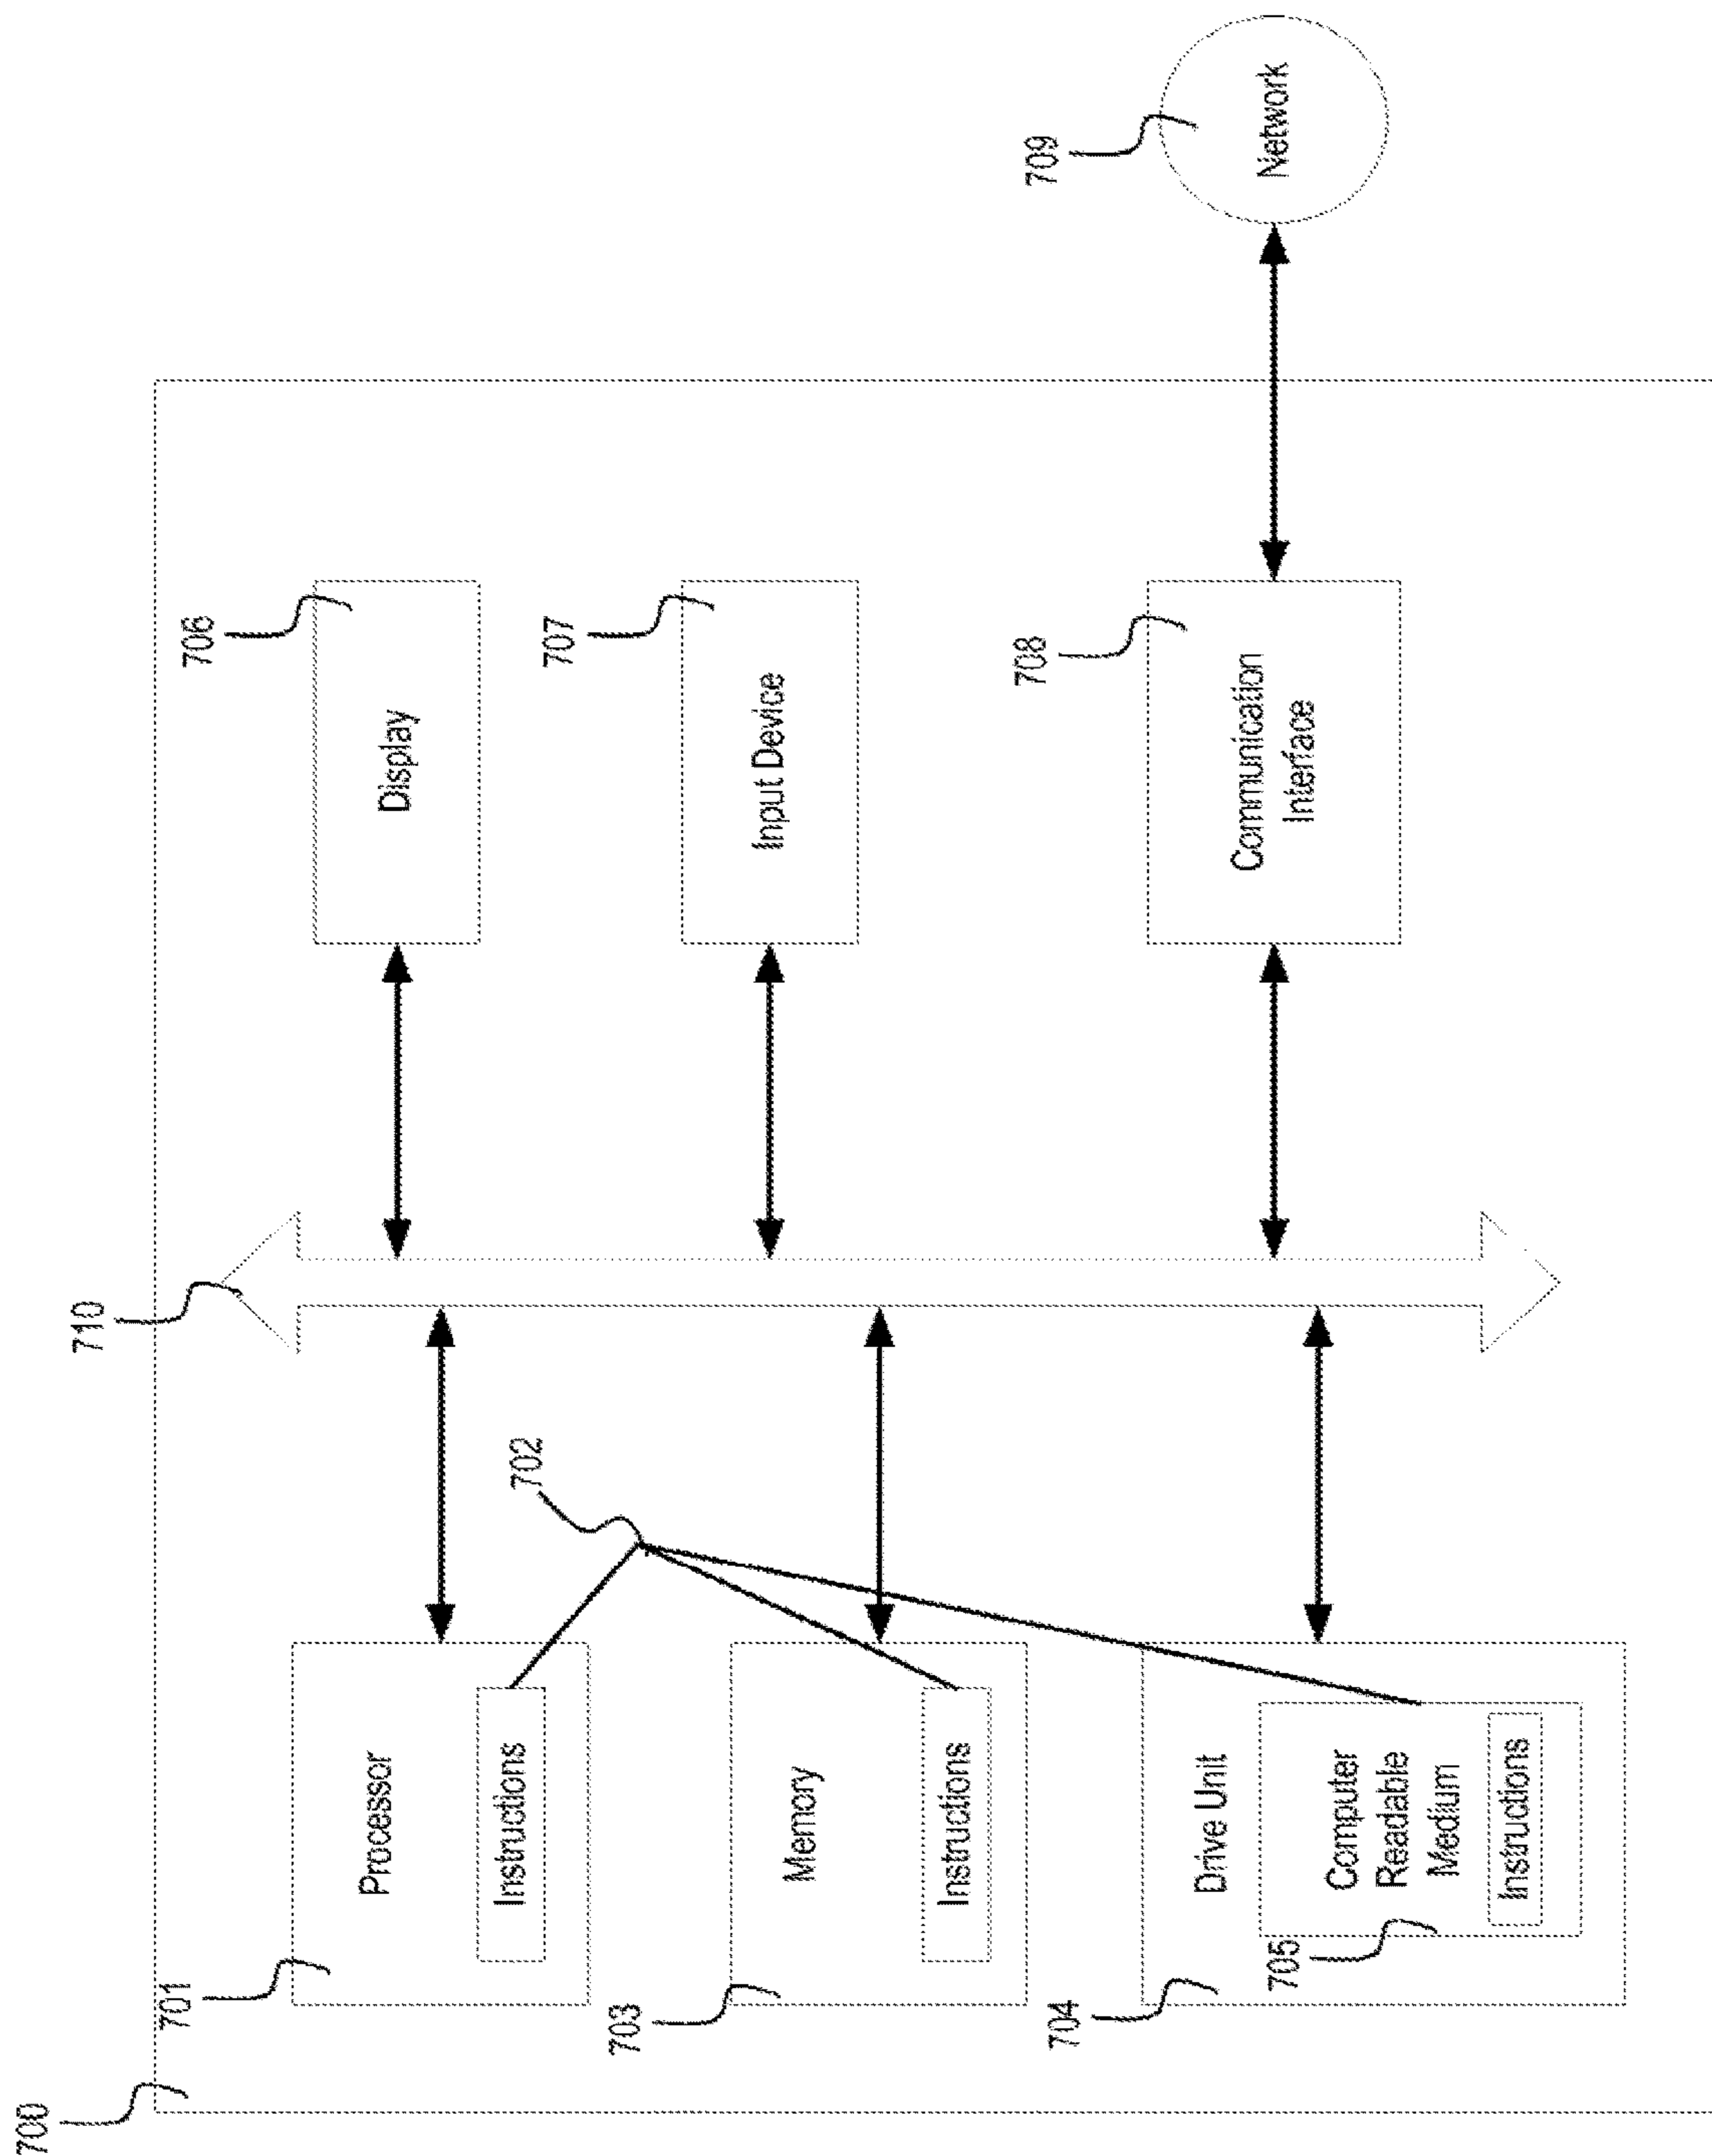 700
710
701
Processor
Instructions
702
706
Display
703
Memory
Instructions
707
Input Device
704
Drive Unit
705
Computer
Readable
Medium
Instructions
708
Communication
Interface
709
Network